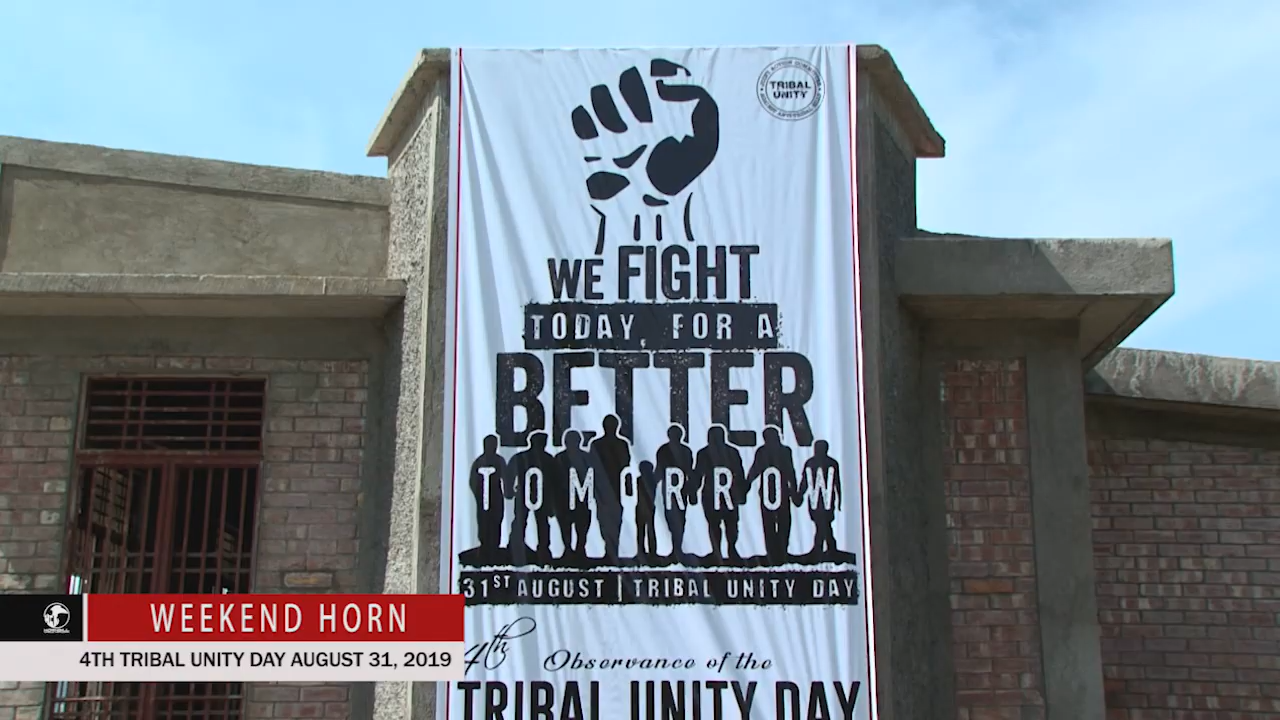 TRIBAL
UNITY
WE FIGHT
TODAY, FOR A
BETTER
TOMORROW
31ST AUGUST | TRIBAL UNITY DAY
4th Observance of the
TRIBAL UNITY DAY
WEEKEND HORN
4TH TRIBAL UNITY DAY AUGUST 31, 2019